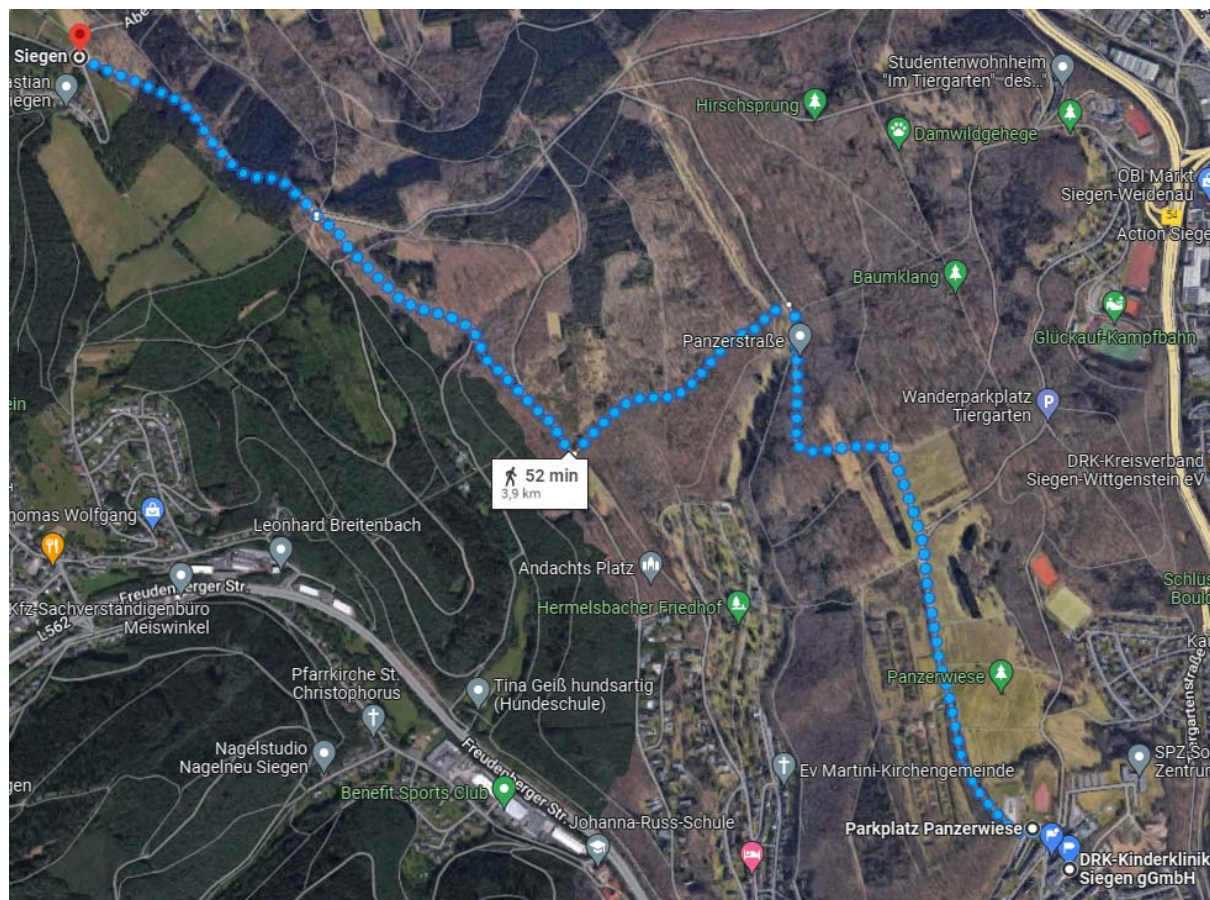 Siegen
astian
iegen
Studentenwohnheim
"Im Tiergarten" des..."
Hirschsprung
Damwildgehege
OBI Markt
Siegen-Weidenau
54
Action Siege
Baumklang
Glückauf-Kampfbahn
Panzerstraße
ein
Wanderparkplatz
Tiergarten
52 min
3,9 km
DRK-Kreisverband
Siegen-Wittgenstein eV
homas Wolfgang
Leonhard Breitenbach
Andachts Platz
Freudenberger Str.
Hermelsbacher Friedhof
Schlüs
Bould
Kfz-Sachverständigenbüro
Meiswinkel
L562
Kau
Pfarrkirche St.
Christophorus
Tina Geiß hundsartig
(Hundeschule)
Panzerwiese
ergartenstraße
Nagelstudio
Nagelneu Siegen
SPZ So
Zentrum
gen
Freudenberger Str.
Ev Martini-Kirchengemeinde
Benefit Sports Club
Johanna-Russ-Schule
Parkplatz Panzerwiese
DRK-Kinderklinik
Siegen gGmbH